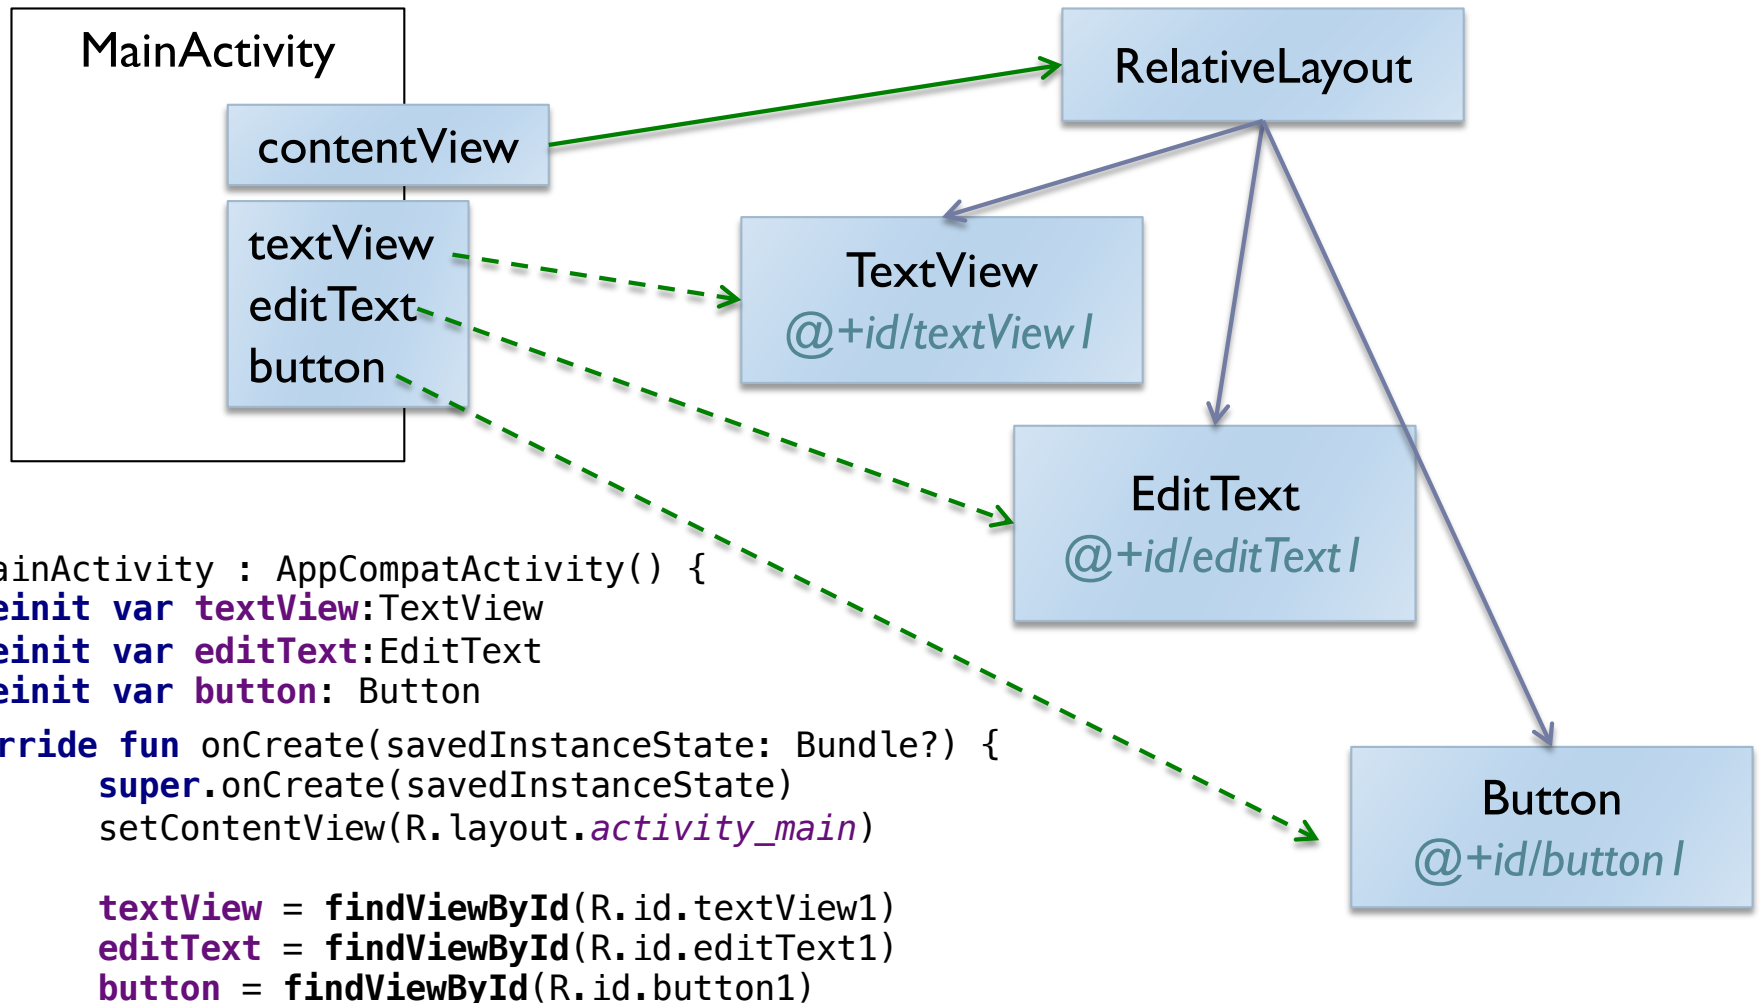 MainActivity
contentView
textView
editText
button
RelativeLayout
TextView
@+id/textView1
EditText
@+id/editText1
Button
@+id/button1
ainActivity : AppCompatActivity() {
einit var textView:TextView
einit var editText:EditText
einit var button: Button
rride fun onCreate(savedInstanceState: Bundle?) {
super.onCreate(savedInstanceState)
setContentView(R.layout.activity_main)
textView = findViewById(R.id.textView1)
editText = findViewById(R.id.editText1)
button = findViewById(R.id.button1)